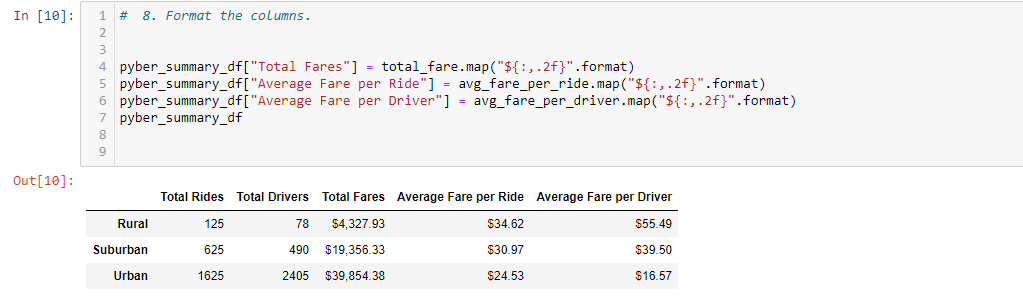 In [10]:
1 # 8. Format the columns.
2
3
4 pyber_summary_df["Total Fares"] = total_fare.map("${:,.2f}".format)
5 pyber_summary_df["Average Fare per Ride"] = avg_fare_per_ride.map("${:,.2f}".format)
6 pyber_summary_df["Average Fare per Driver"] = avg_fare_per_driver.map("${:,.2f}".format)
7 pyber_summary_df
8
9
Out[10]:
Total Rides Total Drivers Total Fares Average Fare per Ride Average Fare per Driver
Rural 125 78 $4,327.93 $34.62 $55.49
Suburban 625 490 $19,356.33 $30.97 $39.50
Urban 1625 2405 $39,854.38 $24.53 $16.57